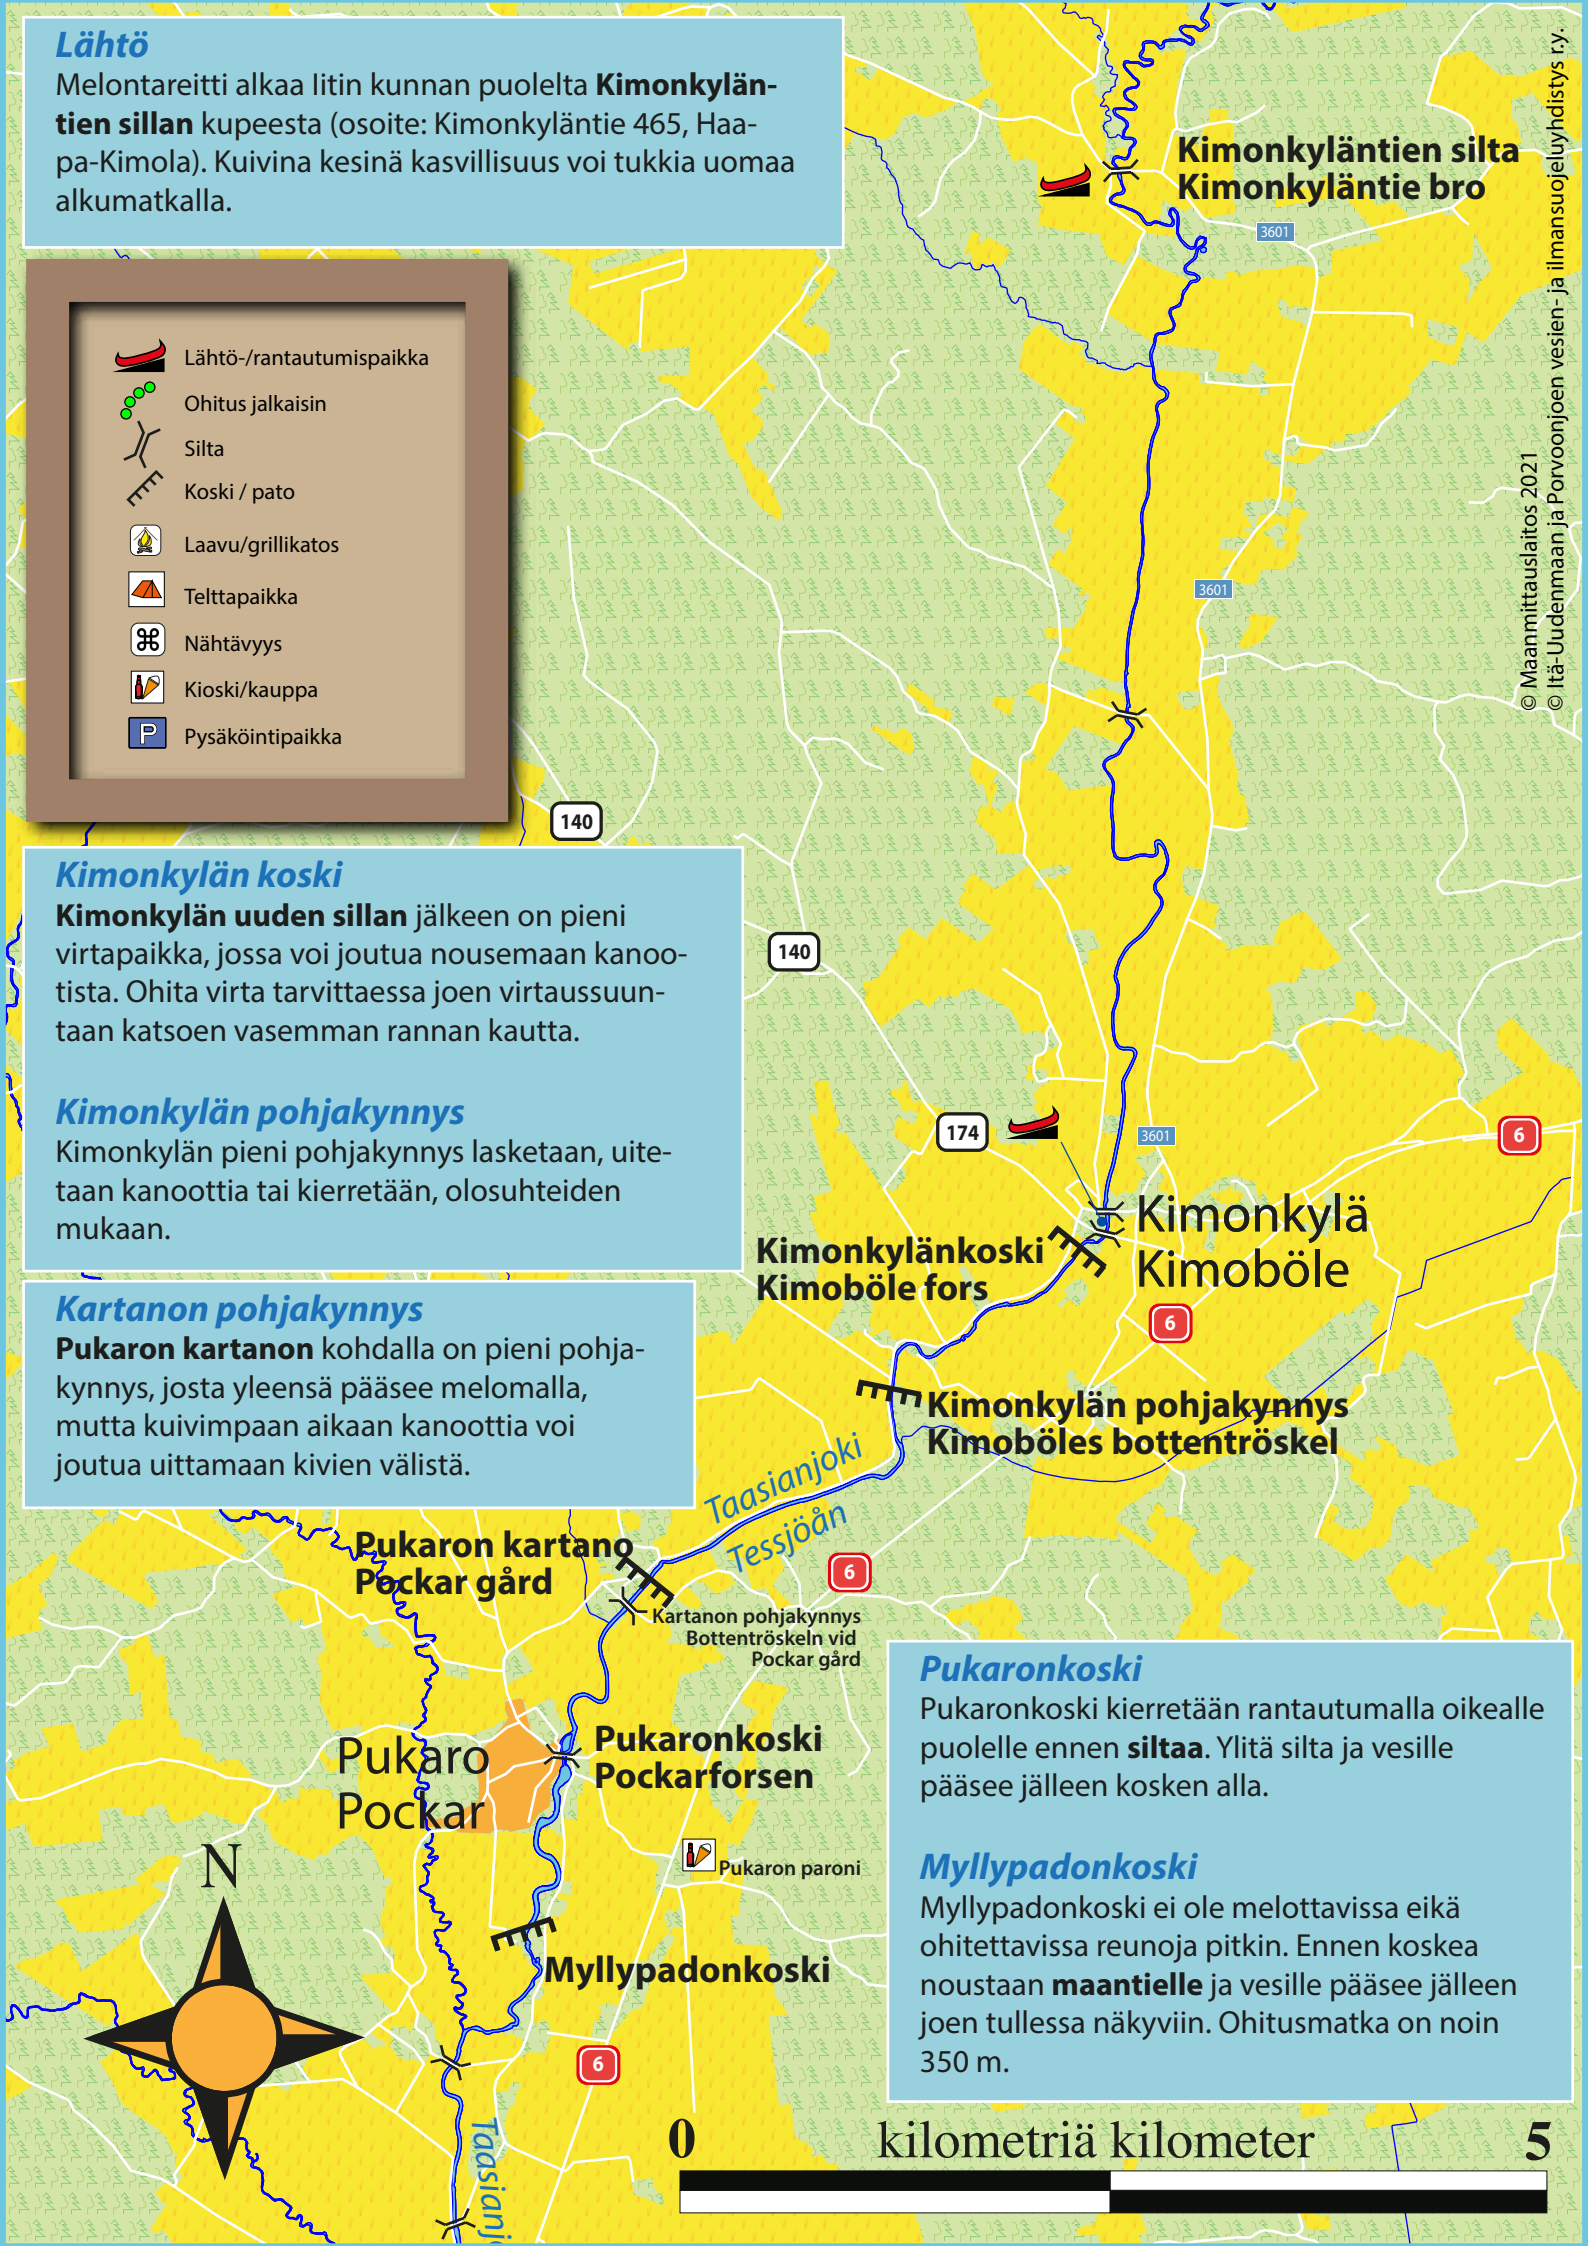 Lähtö
Melontareitti alkaa Iitin kunnan puolelta Kimonkylän-
tien sillan kupeesta (osoite: Kimonkyläntie 465, Haa-
pa-Kimola). Kuivina kesinä kasvillisuus voi tukkia uomaa
alkumatkalla.
Kimonkyläntien silta
Kimonkyläntie bro
3601
© Maanmittauslaitos 2021
© Itä-Uudenmaan ja Porvoonjoen vesien- ja ilmansuojeluyhdistys r.y.
Lähtö-/rantautumispaikka
Ohitus jalkaisin
Silta
Koski / pato
Laavu/grillikatos
Telttapaikka
Nähtävyys
Kioski/kauppa
P Pysäköintipaikka
3601
140
Kimonkylän koski
Kimonkylän uuden sillan jälkeen on pieni
virtapaikka, jossa voi joutua nousemaan kanoo-
tista. Ohita virta tarvittaessa joen virtaussuun-
taan katsoen vasemman rannan kautta.
Kimonkylän pohjakynnys
Kimonkylän pieni pohjakynnys lasketaan, uite-
taan kanoottia tai kierretään, olosuhteiden
mukaan.
140
174
3601
6
Kimonkylä
Kimoböle
Kimonkylänkoski
Kimoböle fors
6
Kartanon pohjakynnys
Pukaron kartanon kohdalla on pieni pohja-
kynnys, josta yleensä pääsee melomalla,
mutta kuivimpaan aikaan kanoottia voi
joutua uittamaan kivien välistä.
Kimonkylän pohjakynnys
Kimoböles bottentröskel
Taasianjoki
Tessjöån
Pukaron kartano
Pockar gård
6
Kartanon pohjakynnys
Bottentröskeln vid
Pockar gård
Pukaronkoski
Pukaronkoski kierretään rantautumalla oikealle
puolelle ennen siltaa. Ylitä silta ja vesille
pääsee jälleen kosken alla.
Myllypadonkoski
Myllypadonkoski ei ole melottavissa eikä
ohitettavissa reunoja pitkin. Ennen koskea
noustaan maantielle ja vesille pääsee jälleen
joen tullessa näkyviin. Ohitusmatka on noin
350 m.
Pukaro
Pockar
Pukaronkoski
Pockarforsen
Pukaron paroni
N
Myllypadonkoski
6
Taasianj
0 kilometriä kilometer 5